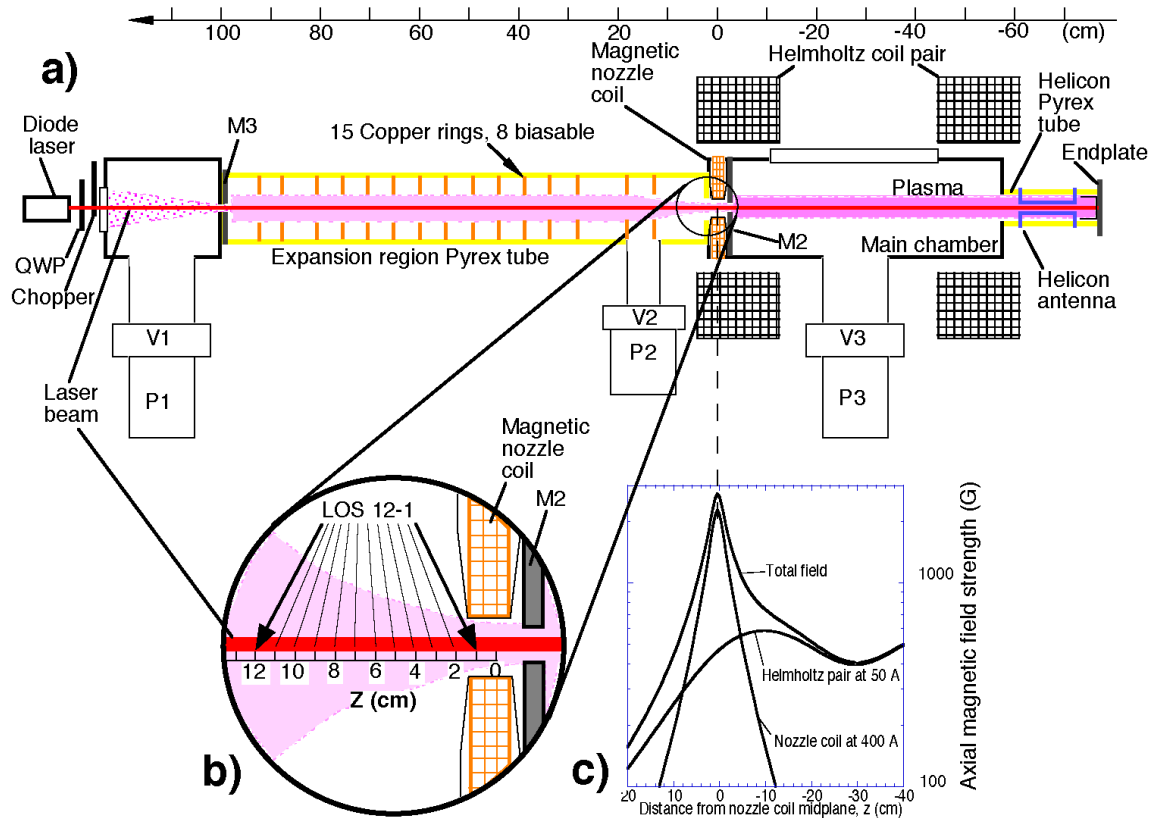 100 80 60 40 20 0 -20 -40 -60 (cm)
a)
Magnetic
nozzle
coil
Helmholtz coil pair
Helicon
Pyrex
tube
Endplate
Diode
laser
M3
15 Copper rings, 8 biasable
Plasma
QWP
Chopper
Expansion region Pyrex tube
M2
Main chamber
Helicon
antenna
V1
V2
V3
P1
P2
P3
Laser
beam
Magnetic
nozzle
coil
M2
LOS 12-1
12 10 8 6 4 2 0
Z (cm)
b)
c)
Total field
Helmholtz pair at 50 A
Nozzle coil at 400 A
1000
100
Axial magnetic field strength (G)
20 10 0 -10 -20 -30 -40
Distance from nozzle coil midplane, z (cm)